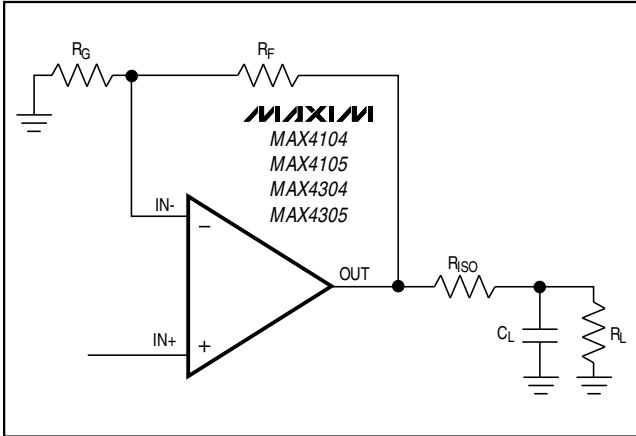 RG
RF
MAXIM
MAX4104
MAX4105
MAX4304
MAX4305
IN-
−
OUT
RISO
IN+
+
CL
RL